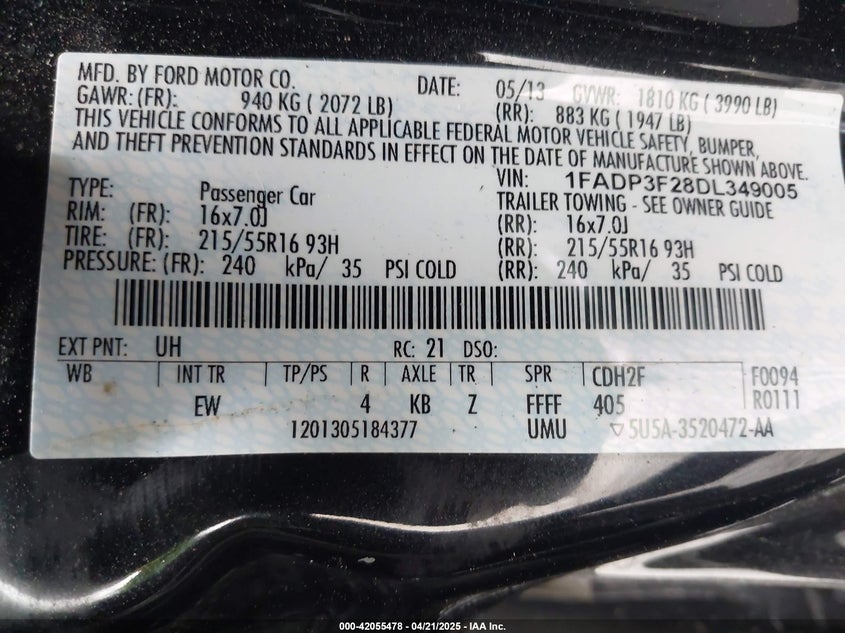 MFD. BY FORD MOTOR CO. DATE: 05/13 GVWR: 1810 KG ( 3990 LB)
GAWR: (FR): 940 KG ( 2072 LB) (RR): 883 KG ( 1947 LB)
THIS VEHICLE CONFORMS TO ALL APPLICABLE FEDERAL MOTOR VEHICLE SAFETY, BUMPER,
AND THEFT PREVENTION STANDARDS IN EFFECT ON THE DATE OF MANUFACTURE SHOWN ABOVE.
VIN: 1FADP3F28DL349005
TYPE: Passenger Car TRAILER TOWING - SEE OWNER GUIDE
RIM: (FR): 16x7.0J (RR): 16x7.0J
TIRE: (FR): 215/55R16 93H (RR): 215/55R16 93H
PRESSURE: (FR): 240 kPa/ 35 PSI COLD (RR): 240 kPa/ 35 PSI COLD
EXT PNT: UH RC: 21 DSO:
WB INT TR TP/PS R AXLE TR SPR CDH2F F0094
EW 4 KB Z FFFF 405 R0111
1201305184377 UMU ▽5U5A-3520472-AA
000-42055478 - 04/21/2025 - IAA Inc.